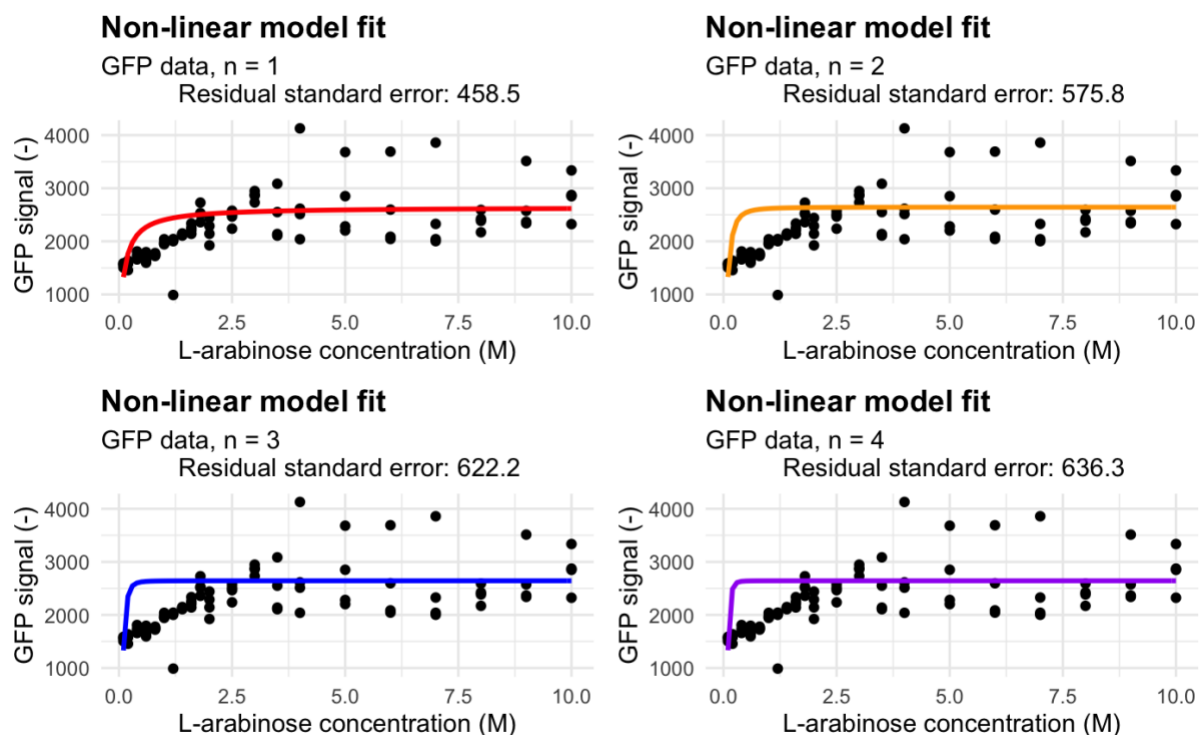 Non-linear model fit
GFP data, n = 1
Residual standard error: 458.5
GFP signal (-)
4000
3000
2000
1000
0.0 2.5 5.0 7.5 10.0
L-arabinose concentration (M)
Non-linear model fit
GFP data, n = 2
Residual standard error: 575.8
GFP signal (-)
4000
3000
2000
1000
0.0 2.5 5.0 7.5 10.0
L-arabinose concentration (M)
Non-linear model fit
GFP data, n = 3
Residual standard error: 622.2
GFP signal (-)
4000
3000
2000
1000
0.0 2.5 5.0 7.5 10.0
L-arabinose concentration (M)
Non-linear model fit
GFP data, n = 4
Residual standard error: 636.3
GFP signal (-)
4000
3000
2000
1000
0.0 2.5 5.0 7.5 10.0
L-arabinose concentration (M)